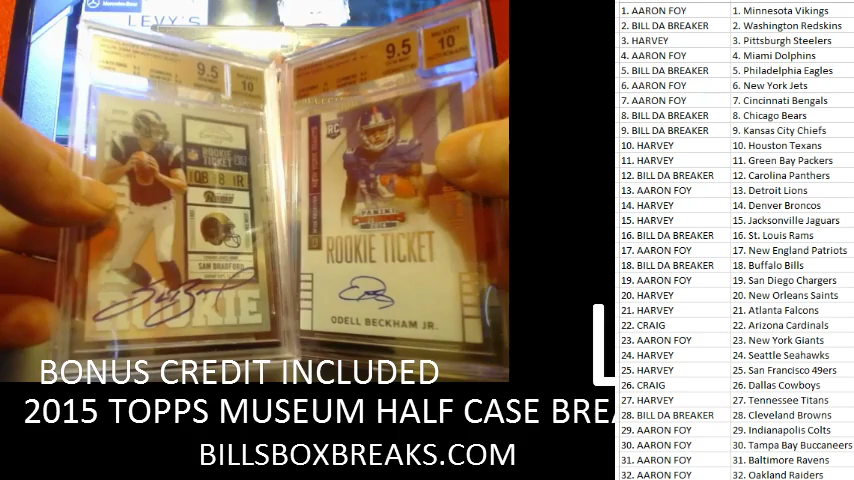 LEVY'S
9.5
10
9.5
10
ROOKIE TICKET
QB 8 JR
SAM BRADFORD
ROOKIE
RC
PANINI
ROOKIE TICKET
ODELL BECKHAM JR.
BONUS CREDIT INCLUDED
2015 TOPPS MUSEUM HALF CASE BREA
BILLSBOXBREAKS.COM
L
1. AARON FOY 1. Minnesota Vikings
2. BILL DA BREAKER 2. Washington Redskins
3. HARVEY 3. Pittsburgh Steelers
4. AARON FOY 4. Miami Dolphins
5. BILL DA BREAKER 5. Philadelphia Eagles
6. AARON FOY 6. New York Jets
7. AARON FOY 7. Cincinnati Bengals
8. BILL DA BREAKER 8. Chicago Bears
9. BILL DA BREAKER 9. Kansas City Chiefs
10. HARVEY 10. Houston Texans
11. HARVEY 11. Green Bay Packers
12. BILL DA BREAKER 12. Carolina Panthers
13. AARON FOY 13. Detroit Lions
14. HARVEY 14. Denver Broncos
15. HARVEY 15. Jacksonville Jaguars
16. BILL DA BREAKER 16. St. Louis Rams
17. AARON FOY 17. New England Patriots
18. BILL DA BREAKER 18. Buffalo Bills
19. AARON FOY 19. San Diego Chargers
20. HARVEY 20. New Orleans Saints
21. HARVEY 21. Atlanta Falcons
22. CRAIG 22. Arizona Cardinals
23. AARON FOY 23. New York Giants
24. HARVEY 24. Seattle Seahawks
25. HARVEY 25. San Francisco 49ers
26. CRAIG 26. Dallas Cowboys
27. HARVEY 27. Tennessee Titans
28. BILL DA BREAKER 28. Cleveland Browns
29. AARON FOY 29. Indianapolis Colts
30. AARON FOY 30. Tampa Bay Buccaneers
31. AARON FOY 31. Baltimore Ravens
32. AARON FOY 32. Oakland Raiders